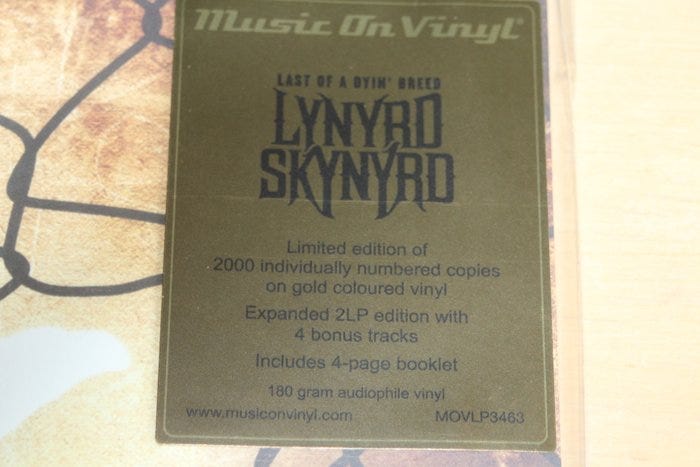 Music On Vinyl®
LAST OF A DYIN' BREED
LYNYRD
SKYNYRD
Limited edition of
2000 individually numbered copies
on gold coloured vinyl
Expanded 2LP edition with
4 bonus tracks
Includes 4-page booklet
180 gram audiophile vinyl
www.musiconvinyl.com MOVLP3463